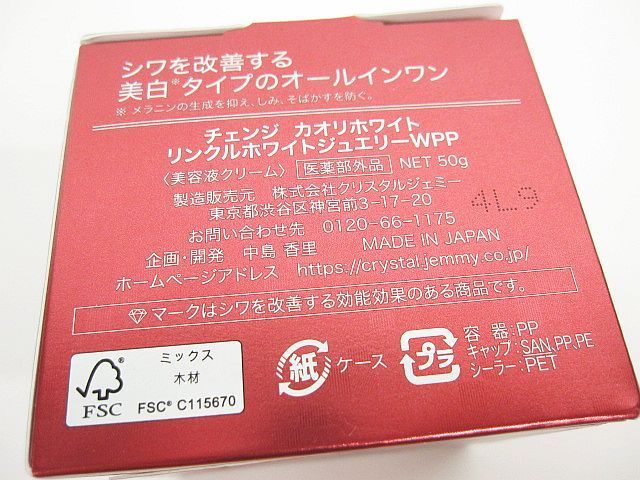 シワを改善する
美白※タイプのオールインワン
※ メラニンの生成を抑え、しみ、そばかすを防ぐ。
チェンジ カオリホワイト
リンクルホワイトジュエリーWPP
〈美容液クリーム〉 医薬部外品 NET 50g
製造販売元 株式会社クリスタルジェミー
東京都渋谷区神宮前3-17-20
4L9
お問い合わせ先 0120-66-1175
企画・開発 中島 香里 MADE IN JAPAN
ホームページアドレス https://crystal.jemmy.co.jp/
マークはシワを改善する効能効果のある商品です。
FSC
ミックス
木材
FSC® C115670
紙 ケース
プラ
容 器:PP
キャップ:SAN,PP,PE
シーラー:PET